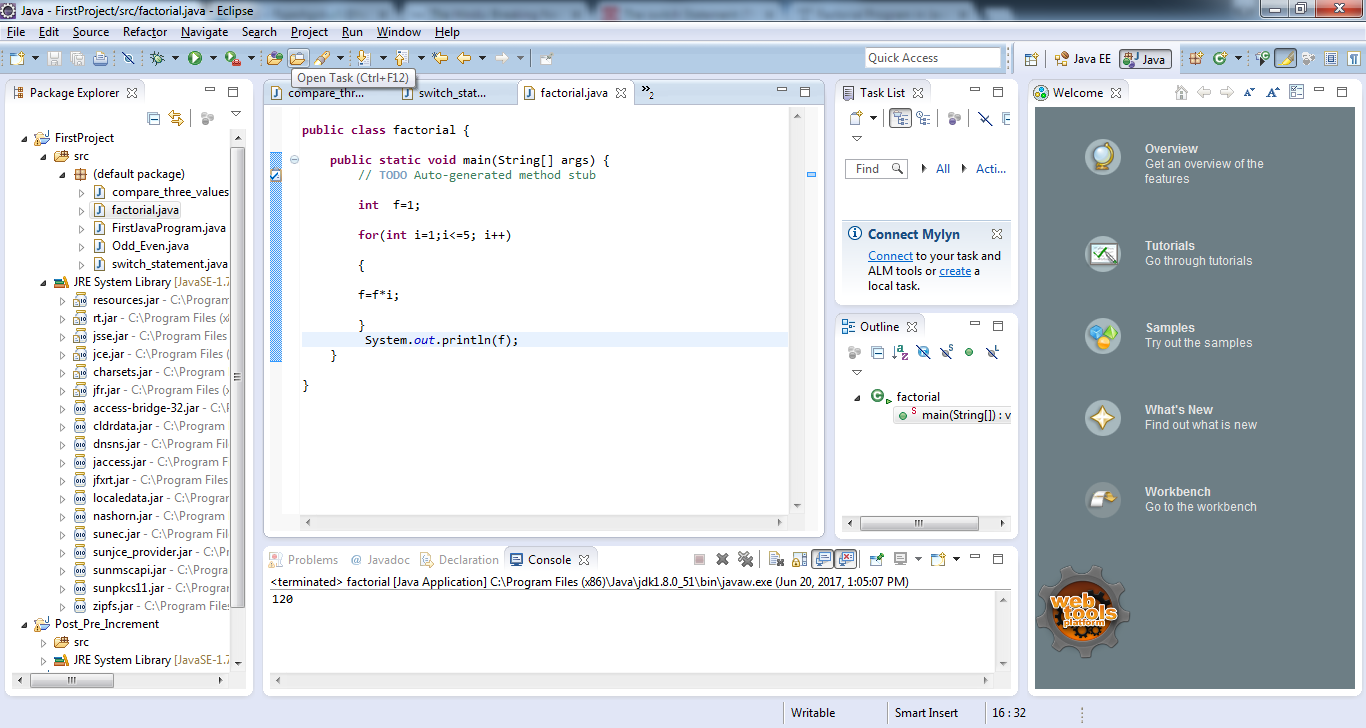 Java - FirstProject/src/factorial.java - Eclipse
File Edit Source Refactor Navigate Search Project Run Window Help
Quick Access
Java EE
Java
Open Task (Ctrl+F12)
Package Explorer
FirstProject
src
(default package)
compare_three_values
factorial.java
FirstJavaProgram.java
Odd_Even.java
switch_statement.java
JRE System Library [JavaSE-1.7
resources.jar - C:\Program
rt.jar - C:\Program Files (x
jsse.jar - C:\Program Files
jce.jar - C:\Program Files (
charsets.jar - C:\Program
jfr.jar - C:\Program Files (x
access-bridge-32.jar - C:\
cldrdata.jar - C:\Program
dnsns.jar - C:\Program Fil
jaccess.jar - C:\Program F
jfxrt.jar - C:\Program Files
localedata.jar - C:\Progra
nashorn.jar - C:\Program
sunec.jar - C:\Program Fil
sunjce_provider.jar - C:\Pr
sunmscapi.jar - C:\Progra
sunpkcs11.jar - C:\Progra
zipfs.jar - C:\Program Files
Post_Pre_Increment
src
JRE System Library [JavaSE-1.7
compare_thr...
switch_stat...
factorial.java
»2
public class factorial {
public static void main(String[] args) {
// TODO Auto-generated method stub
int f=1;
for(int i=1;i<=5; i++)
{
f=f*i;
}
System.out.println(f);
}
}
Task List
Find
All
Acti...
Connect Mylyn
Connect to your task and
ALM tools or create a
local task.
Outline
factorial
main(String[]) : v
Welcome
Overview
Get an overview of the
features
Tutorials
Go through tutorials
Samples
Try out the samples
What's New
Find out what is new
Workbench
Go to the workbench
web
tools
platform
Problems
@ Javadoc
Declaration
Console
<terminated> factorial [Java Application] C:\Program Files (x86)\Java\jdk1.8.0_51\bin\javaw.exe (Jun 20, 2017, 1:05:07 PM)
120
Writable
Smart Insert
16 : 32